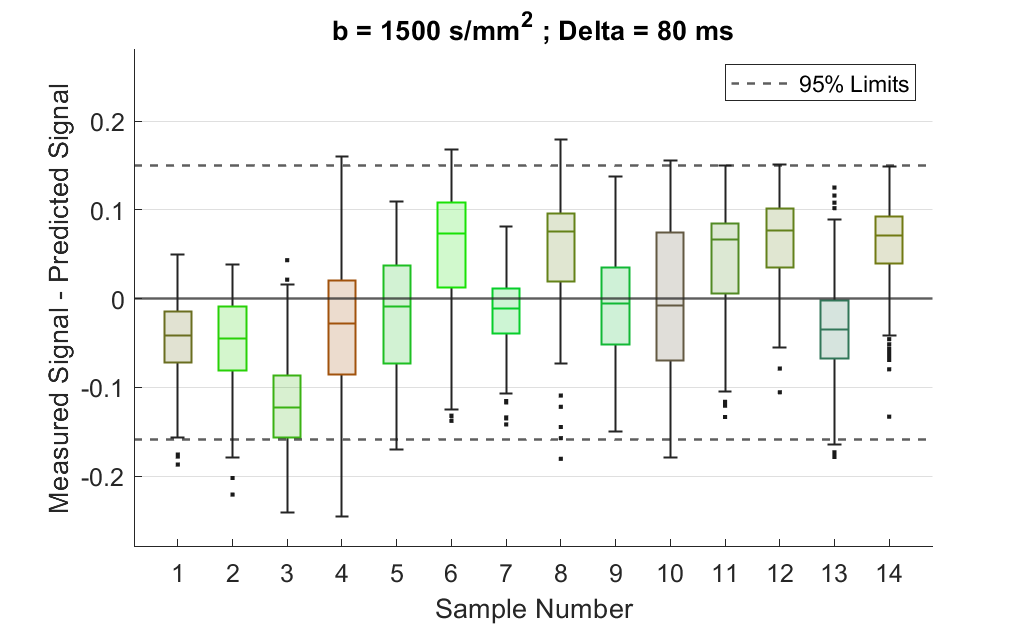 b = 1500 s/mm² ; Delta = 80 ms
95% Limits
Measured Signal - Predicted Signal
0.2
0.1
0
-0.1
-0.2
1 2 3 4 5 6 7 8 9 10 11 12 13 14
Sample Number